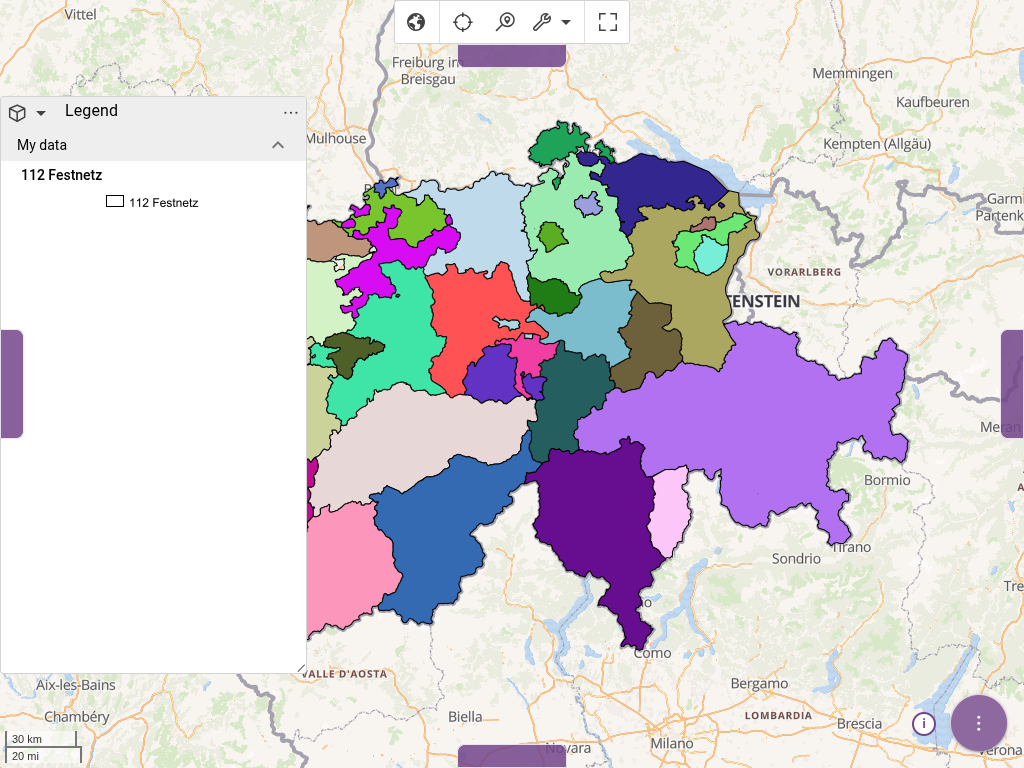 Vittel
Freiburg im
Breisgau
Memmingen
Kaufbeuren
Legend
Mulhouse
Kempten (Allgäu)
My data
112 Festnetz
112 Festnetz
VORARLBERG
TENSTEIN
Meran
Bormio
Tirano
Sondrio
Como
VALLE D'AOSTA
Aix-les-Bains
Bergamo
Chambéry
Biella
LOMBARDIA
Brescia
i
30 km
20 mi
Novara
Milano
Verona